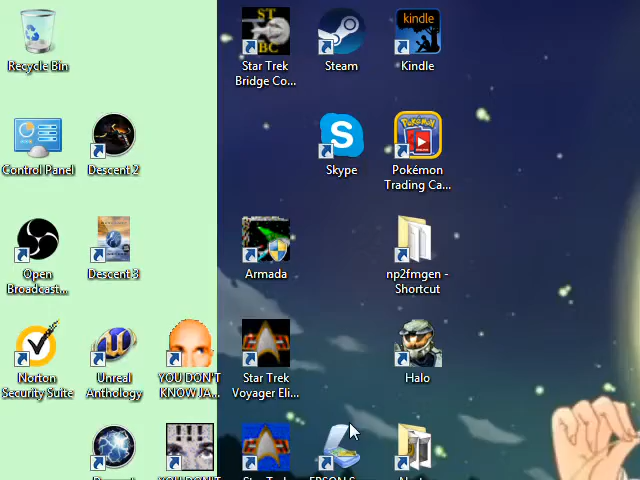 ST
BC
kindle
Recycle Bin
Star Trek
Bridge Co...
Steam
Kindle
S
POKéMON
Control Panel
Descent 2
Skype
Pokémon
Trading Ca...
Open
Broadcast...
Descent 3
Armada
np2fmgen -
Shortcut
Norton
Security Suite
Unreal
Anthology
YOU DON'T
KNOW JA...
Star Trek
Voyager Eli...
Halo
!!!